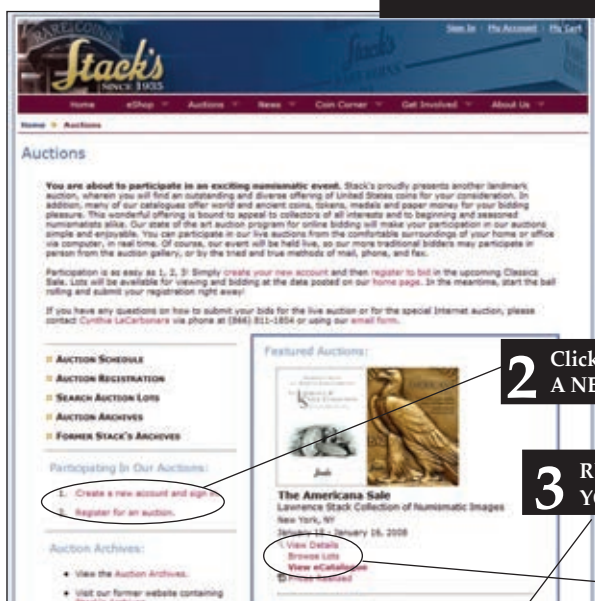 RARE COINS
Stack's
SINCE 1935
Sign In | My Account | My Cart
Home eShop Auctions News Coin Corner Get Involved About Us
Home Auctions
Auctions
You are about to participate in an exciting numismatic event. Stack's proudly presents another landmark
auction, wherein you will find an outstanding and diverse offering of United States coins for your consideration. In
addition, many of our catalogues offer world and ancient coins, tokens, medals and paper money for your bidding
pleasure. This wonderful offering is bound to appeal to collectors of all interests and to beginning and seasoned
numismatists alike. Our state of the art auction program for online bidding will make your participation in our auctions
simple and enjoyable. You can participate in our live auctions from the comfortable surroundings of your home or office
via computer, in real time. Of course, our event will be held live, so our more traditional bidders may participate in
person from the auction gallery, or by the tried and true methods of mail, phone, and fax.
Participation is as easy as 1, 2, 3! Simply create your new account and then register to bid in the upcoming Classics
Sale. Lots will be available for viewing and bidding at the date posted on our home page. In the meantime, start the ball
rolling and submit your registration right away!
If you have any questions on how to submit your bids for the live auction or for the special Internet auction, please
contact Cynthia LaCarbonara via phone at (866) 811-1804 or using our email form.
AUCTION SCHEDULE
AUCTION REGISTRATION
SEARCH AUCTION LOTS
AUCTION ARCHIVES
FORMER STACK'S ARCHIVES
Participating In Our Auctions:
1. Create a new account and sign
2. Register for an auction.
Auction Archives:
• View the Auction Archives.
• Visit our former website containing
Featured Auctions:
The Americana Sale
Lawrence Stack Collection of Numismatic Images
New York, NY
January 15 - January 16, 2008
View Details
Browse Lots
View eCatalogue
Prices Realized
2 Click
A NE
3 R
YO